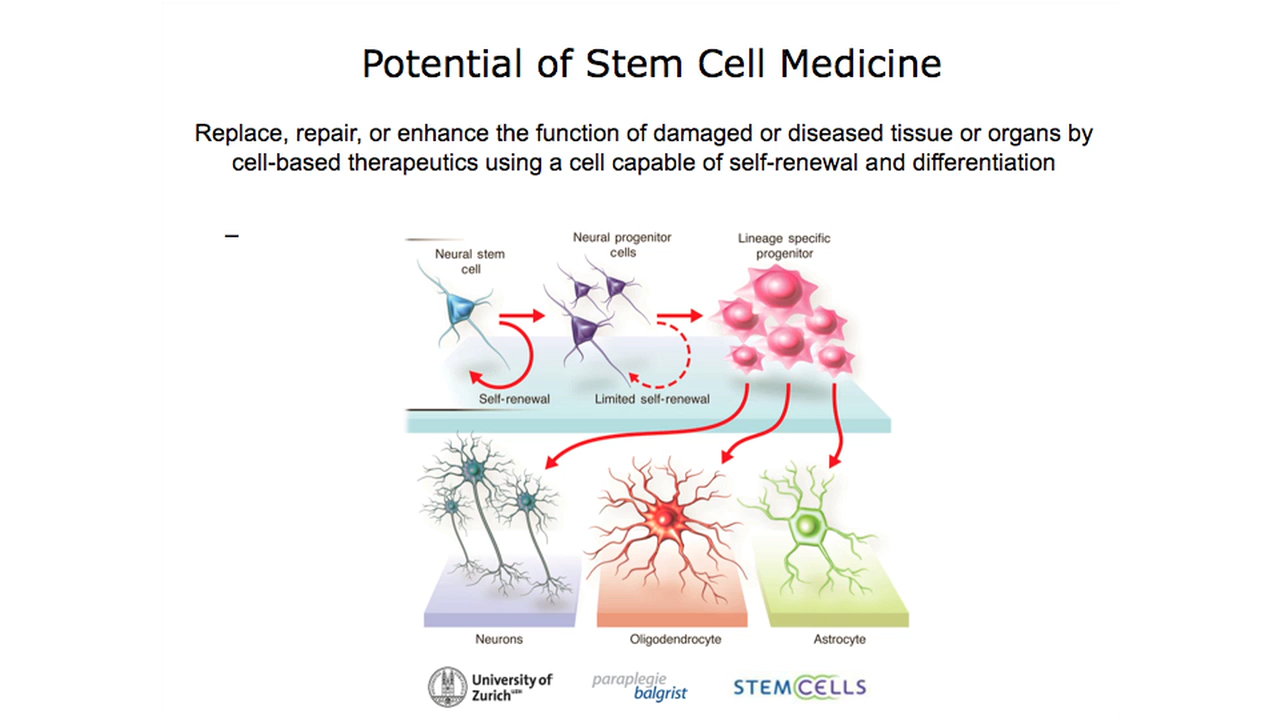 Potential of Stem Cell Medicine
Replace, repair, or enhance the function of damaged or diseased tissue or organs by
cell-based therapeutics using a cell capable of self-renewal and differentiation
–
Neural stem
cell
Neural progenitor
cells
Lineage specific
progenitor
Self-renewal
Limited self-renewal
Neurons
Oligodendrocyte
Astrocyte
University of
Zurich UZH
paraplegie
balgrist
STEMCELLS